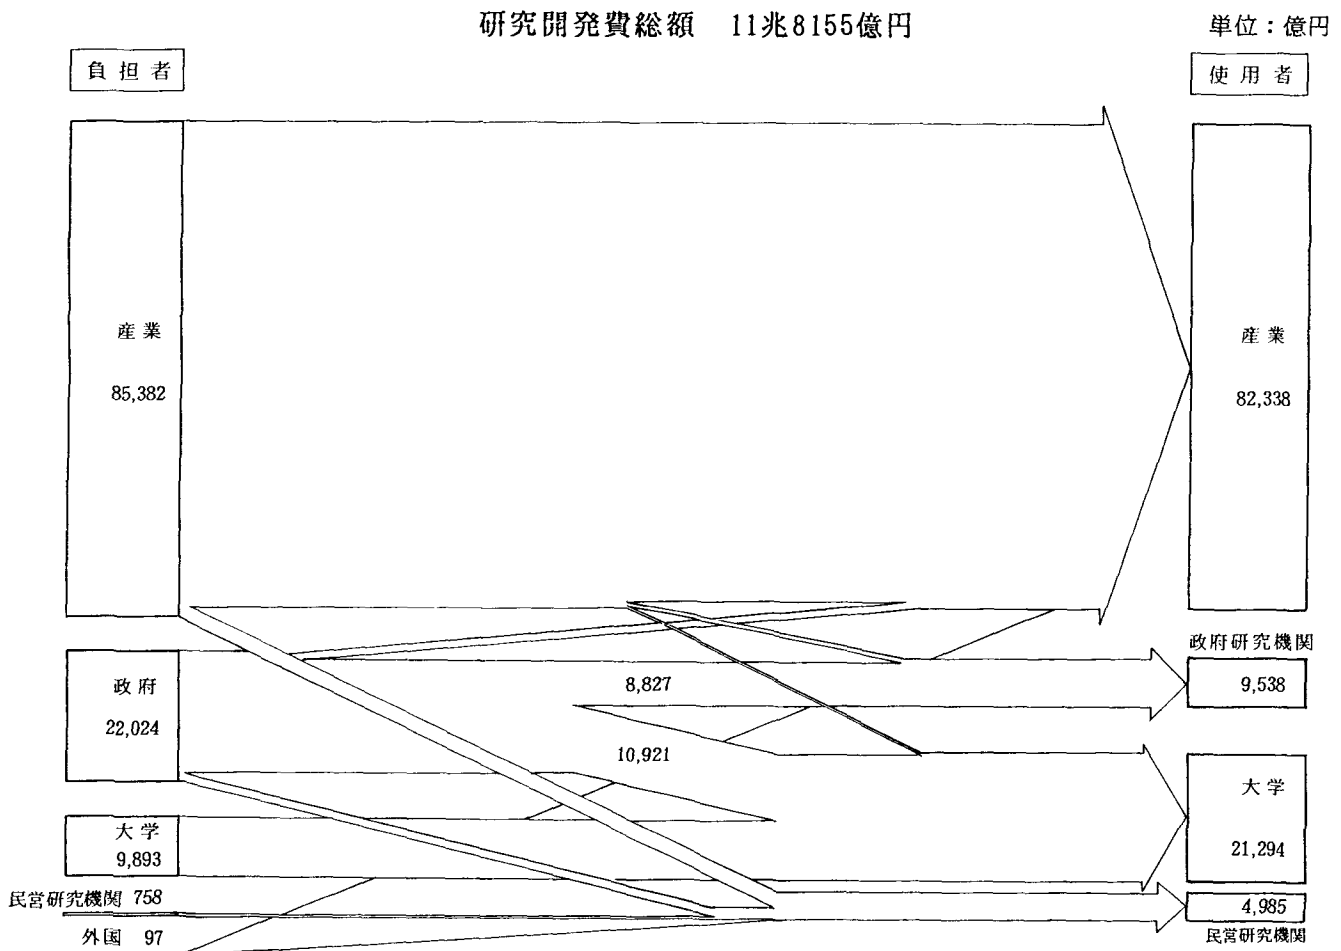 研究開発費総額 11兆8155億円
単位：億円
負担者
使用者
産業
85,382
産業
82,338
政府研究機関
9,538
政府
22,024
8,827
10,921
大学
21,294
大学
9,893
民営研究機関 758
外国 97
4,985
民営研究機関